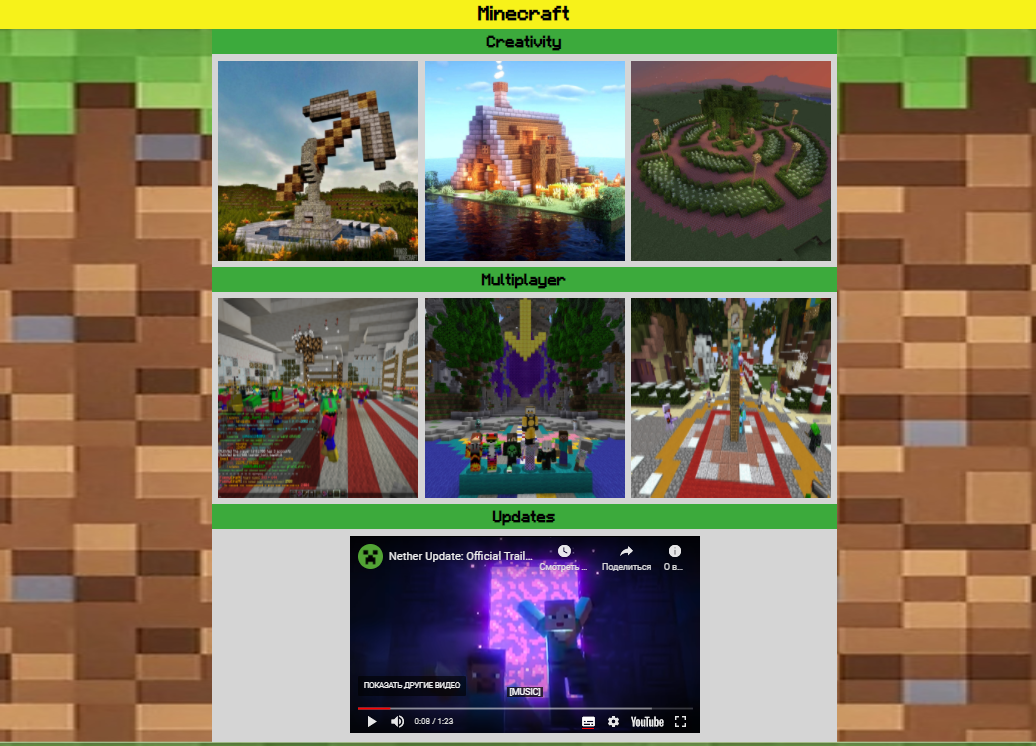 Minecraft
Creativity
Multiplayer
Updates
Nether Update: Official Trail...
Смотреть ...
Поделиться
О в...
ПОКАЗАТЬ ДРУГИЕ ВИДЕО
[MUSIC]
0:08 / 1:23
YouTube